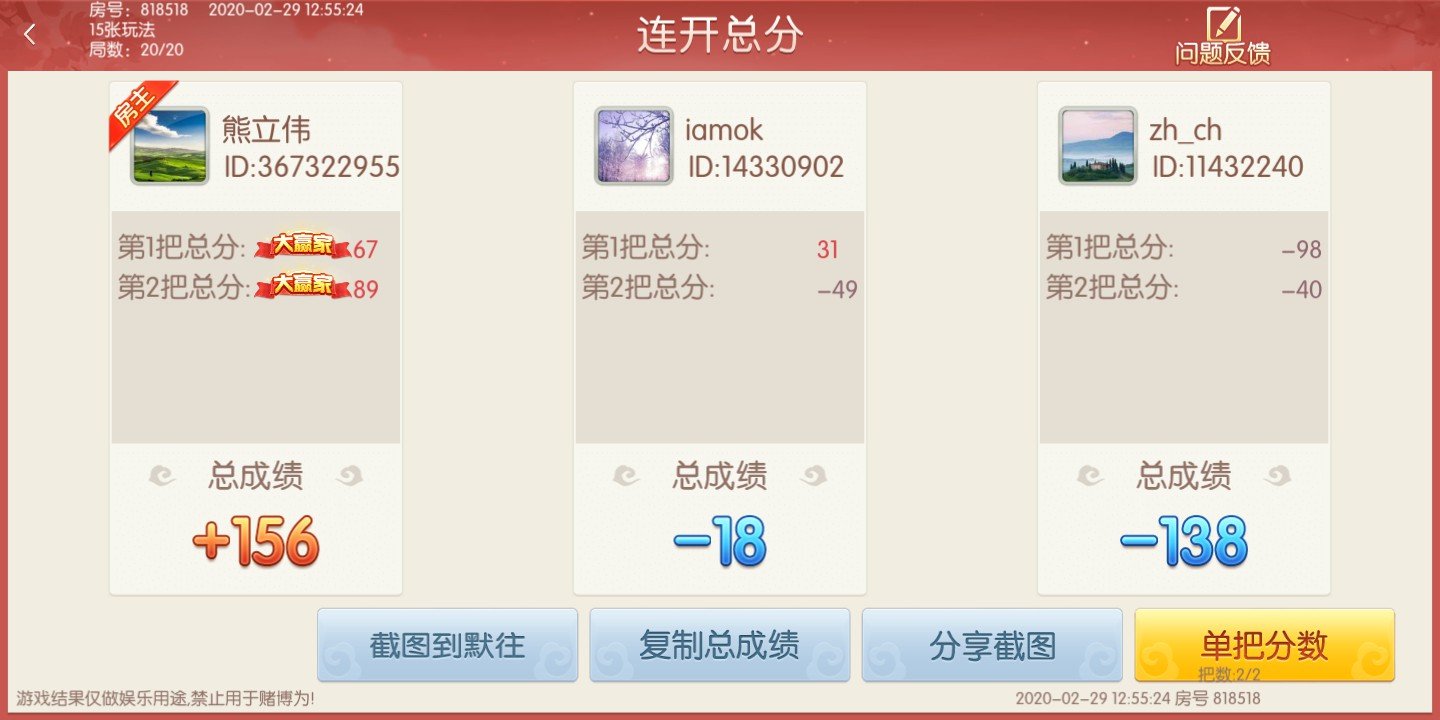 房号：818518 2020-02-29 12:55:24
15张玩法
局数：20/20
连开总分
问题反馈
房主
熊立伟
ID:367322955
第1把总分: 大赢家 67
第2把总分: 大赢家 89
总成绩
+156
iamok
ID:14330902
第1把总分: 31
第2把总分: -49
总成绩
-18
zh_ch
ID:11432240
第1把总分: -98
第2把总分: -40
总成绩
-138
截图到默往
复制总成绩
分享截图
单把分数
把数:2/2
游戏结果仅做娱乐用途,禁止用于赌博为!
2020-02-29 12:55:24 房号 818518